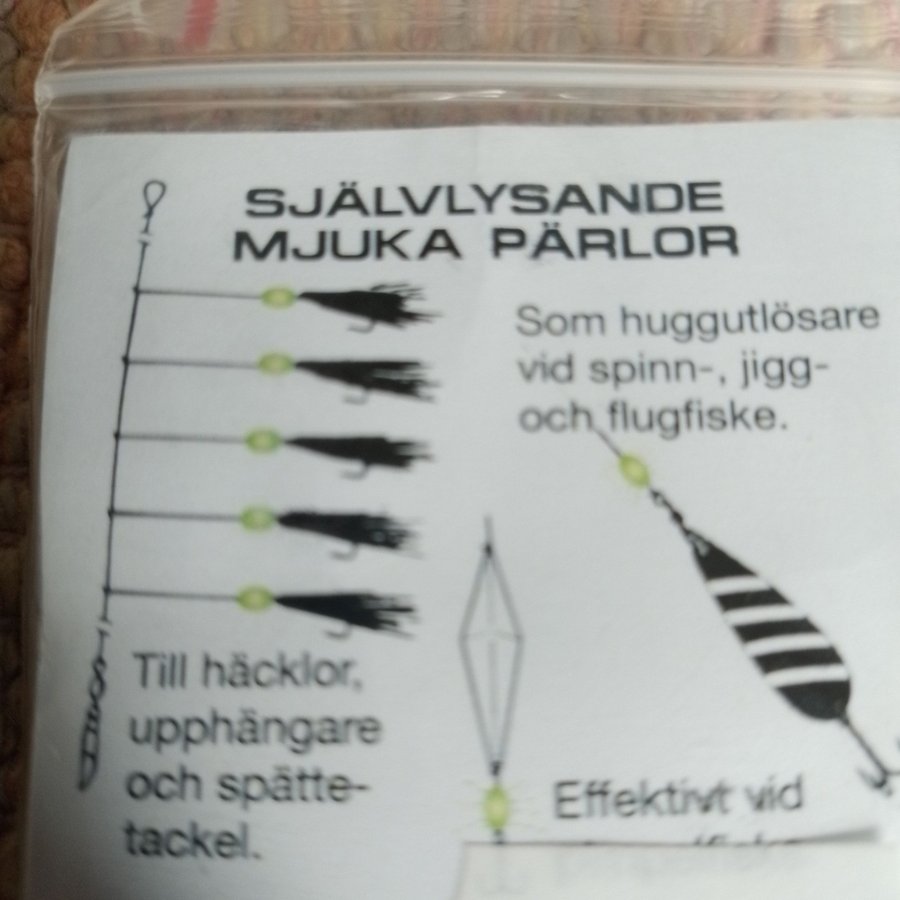 SJÄLVLYSANDE
MJUKA PÄRLOR
Som huggutlösare
vid spinn-, jigg-
och flugfiske.
Till häcklor,
upphängare
och spätte-
tackel.
Effektivt vid